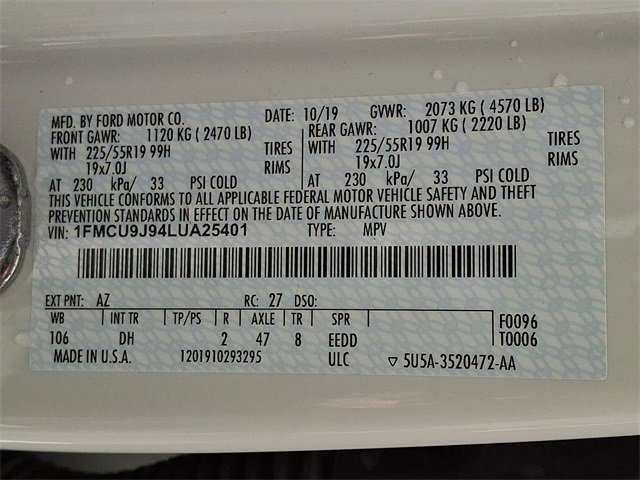 MFD. BY FORD MOTOR CO. DATE: 10/19 GVWR: 2073 KG ( 4570 LB)
FRONT GAWR: 1120 KG ( 2470 LB) REAR GAWR: 1007 KG ( 2220 LB)
WITH 225/55R19 99H TIRES WITH 225/55R19 99H TIRES
19x7.0J RIMS 19x7.0J RIMS
AT 230 kPa/ 33 PSI COLD AT 230 kPa/ 33 PSI COLD
THIS VEHICLE CONFORMS TO ALL APPLICABLE FEDERAL MOTOR VEHICLE SAFETY AND THEFT
PREVENTION STANDARDS IN EFFECT ON THE DATE OF MANUFACTURE SHOWN ABOVE.
VIN: 1FMCU9J94LUA25401 TYPE: MPV
EXT PNT: AZ RC: 27 DSO:
WB INT TR TP/PS R AXLE TR SPR F0096
106 DH 2 47 8 EEDD T0006
MADE IN U.S.A. 1201910293295 ULC ▽ 5U5A-3520472-AA